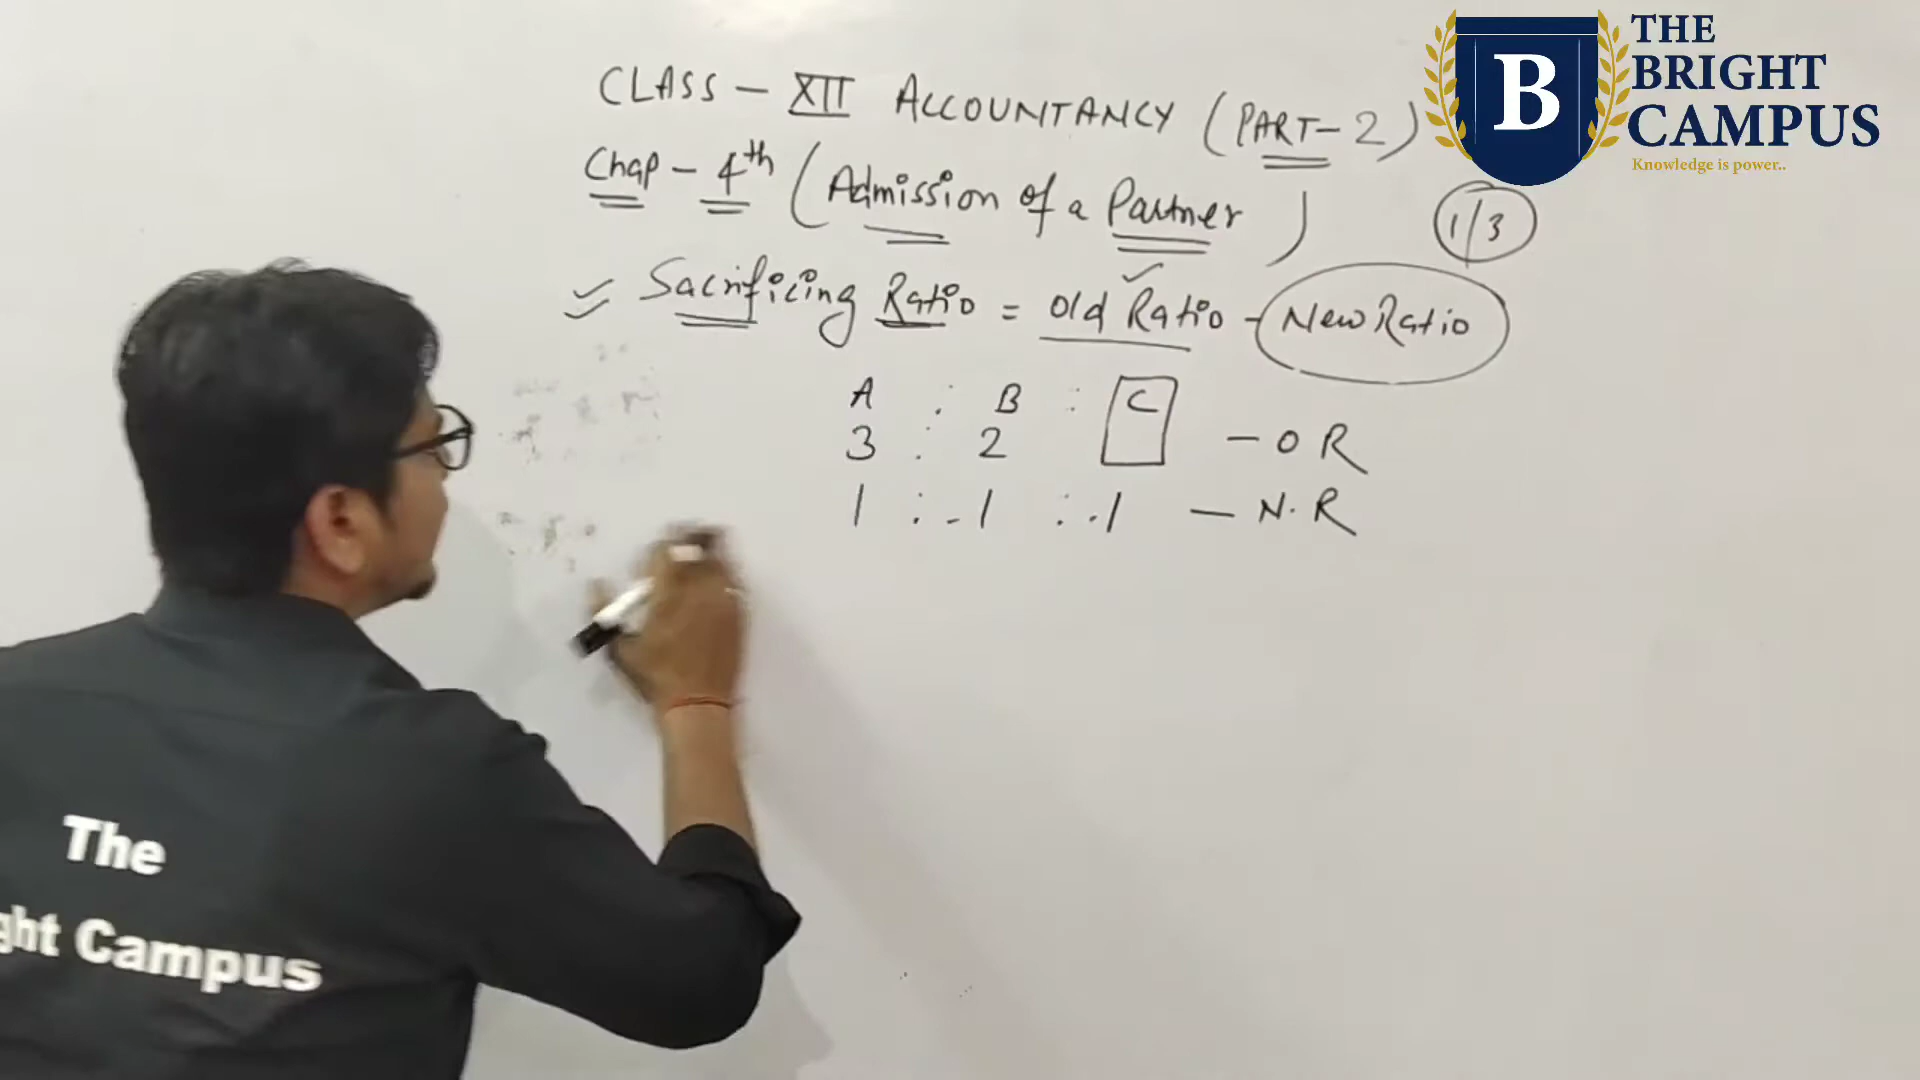 CLASS - XII ACCOUNTANCY (PART-2)
Chap - 4th (Admission of a Partner)
1/3
Sacrificing Ratio = Old Ratio - New Ratio
A : B : C
3 : 2 - O R
1 : 1 : 1 - N.R
THE
BRIGHT
CAMPUS
Knowledge is power..
B
The
ght Campus